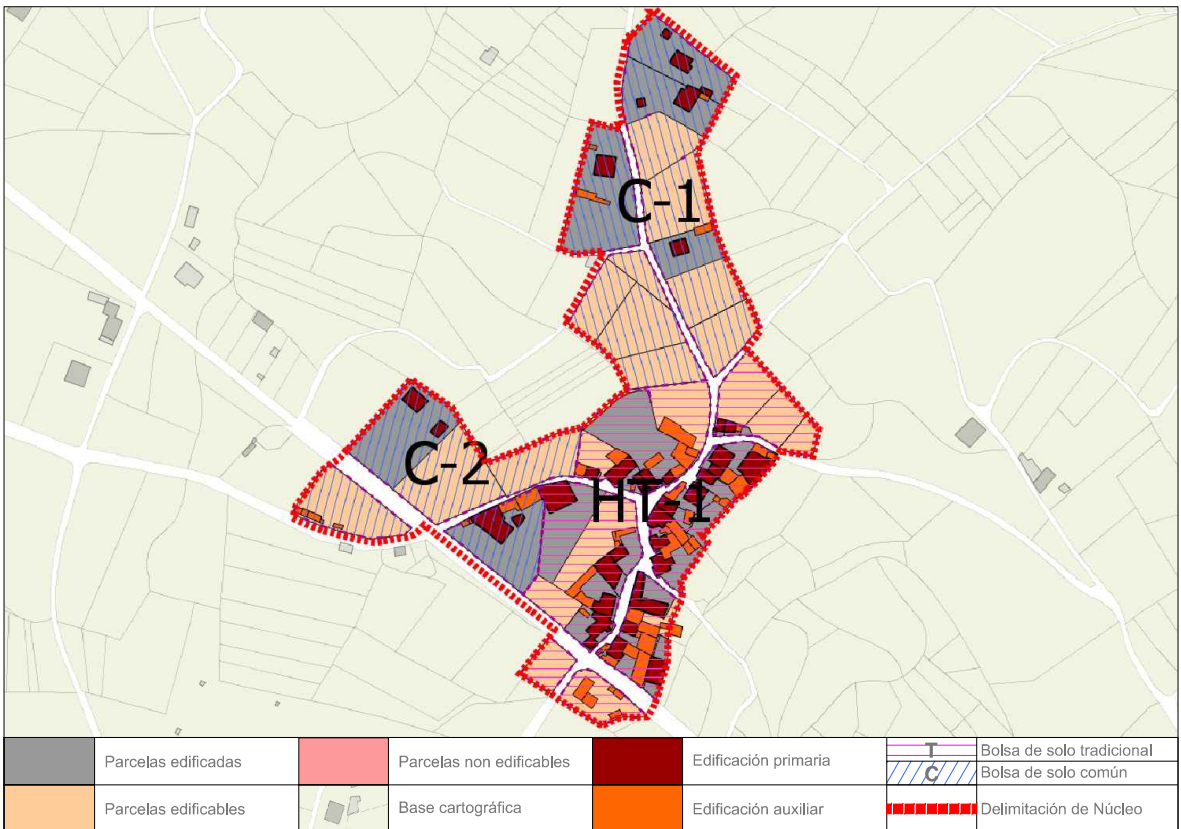 C-1
C-2
HT-1
Parcelas edificadas
Parcelas non edificables
Edificación primaria
T
Bolsa de solo tradicional
C
Bolsa de solo común
Parcelas edificables
Base cartográfica
Edificación auxiliar
Delimitación de Núcleo